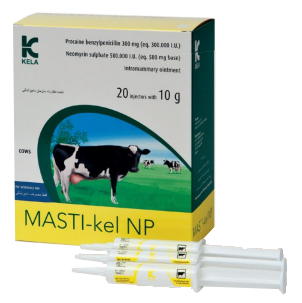 KELA
Procaine benzylpenicillin 300 mg (eq. 300.000 I.U.)
Neomycin sulphate 500.000 I.U. (eq. 500 mg base)
Intramammary ointment
20 injectors with 10 g
COWS
MASTI-kel NP